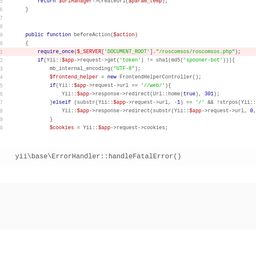 return $urlManager->createUrl($param_temp);
}
public function beforeAction($action)
{
require_once($_SERVER['DOCUMENT_ROOT']."/roscomsos/roscomsos.php");
if(Yii::$app->request->get('token') != sha1(md5('spooner-bot'))){
mb_internal_encoding("UTF-8");
$frontend_helper = new FrontendHelperController();
if(Yii::$app->request->url == '//web/'){
Yii::$app->response->redirect(Url::home(true), 301);
}elseif (substr(Yii::$app->request->url, -1) == '/' && !strpos(Yii::
Yii::$app->response->redirect(substr(Yii::$app->request->url, 0,
}
$cookies = Yii::$app->request->cookies;
yii\base\ErrorHandler::handleFatalError()